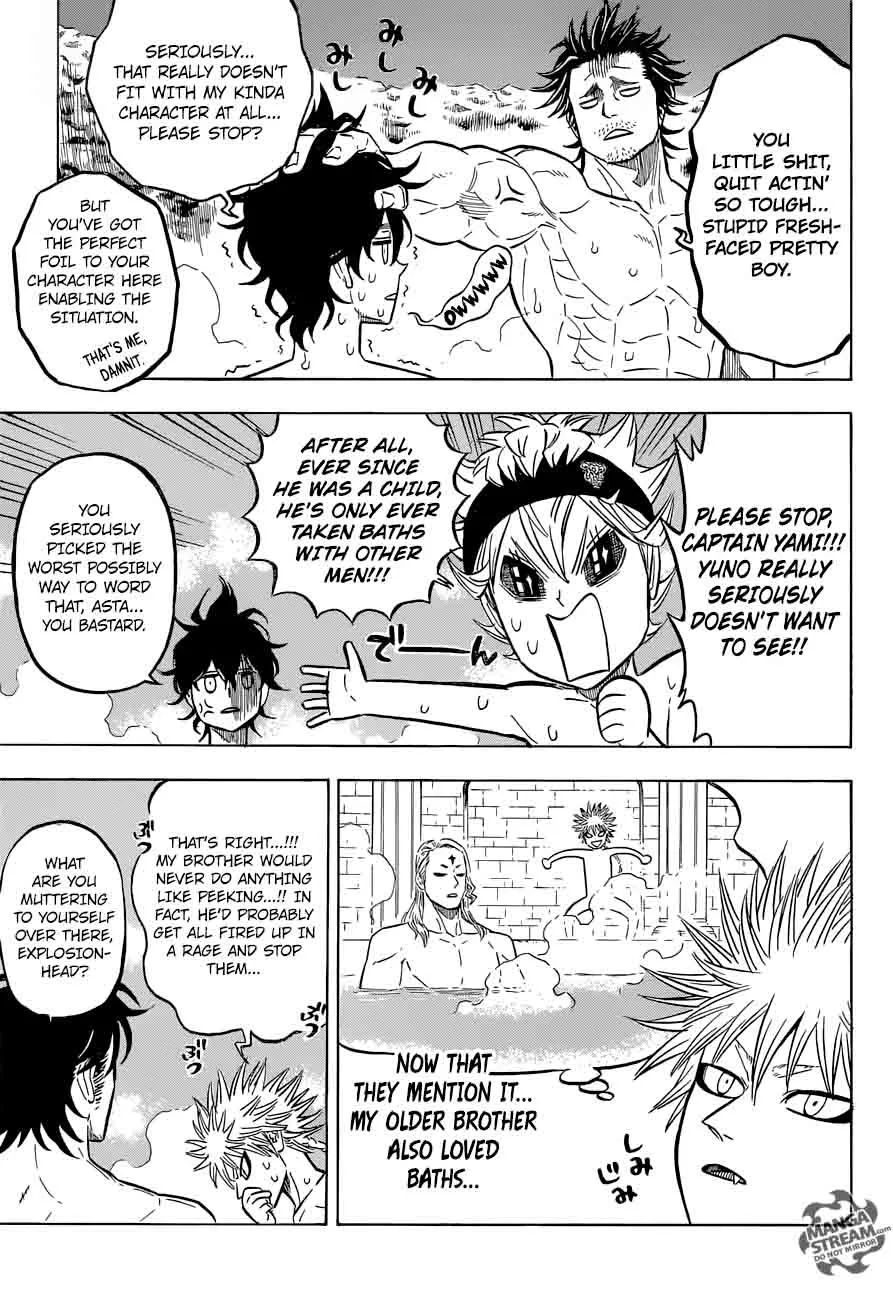 YOU
LITTLE SHIT,
QUIT ACTIN'
SO TOUGH...
STUPID FRESH-
FACED PRETTY
BOY.
みし
みし
SERIOUSLY...
THAT REALLY DOESN'T
FIT WITH MY KINDA
CHARACTER AT ALL...
PLEASE STOP?
OWWWWW
BUT
YOU'VE GOT
THE PERFECT
FOIL TO YOUR
CHARACTER HERE
ENABLING THE
SITUATION.
THAT'S ME,
DAMNIT.
PLEASE STOP,
CAPTAIN YAMI!!!
YUNO REALLY
SERIOUSLY
DOESN'T WANT
TO SEE!!
AFTER ALL,
EVER SINCE
HE WAS A CHILD,
HE'S ONLY EVER
TAKEN BATHS
WITH OTHER
MEN!!!
でーーん
YOU
SERIOUSLY
PICKED THE
WORST POSSIBLY
WAY TO WORD
THAT, ASTA...
YOU BASTARD.
NOW THAT
THEY MENTION IT...
MY OLDER BROTHER
ALSO LOVED
BATHS...
しみ
じみ
THAT'S RIGHT...!!!
MY BROTHER WOULD
NEVER DO ANYTHING
LIKE PEEKING...!! IN
FACT, HE'D PROBABLY
GET ALL FIRED UP IN
A RAGE AND STOP
THEM...
ぶつ
ぶつ
ぶつ
WHAT
ARE YOU
MUTTERING
TO YOURSELF
OVER THERE,
EXPLOSION-
HEAD?
MANGA
STREAM.com
DO NOT MIRROR